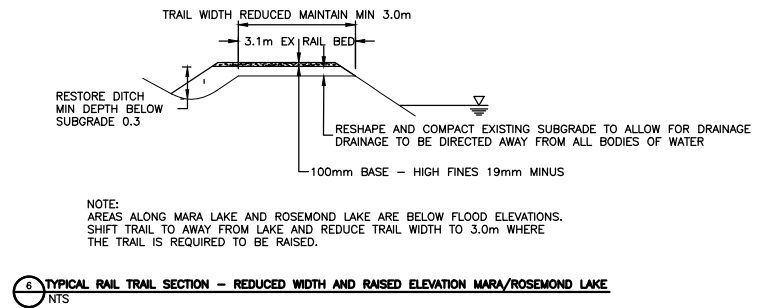 TRAIL WIDTH REDUCED MAINTAIN MIN 3.0m
3.1m EX RAIL BED
RESTORE DITCH
MIN DEPTH BELOW
SUBGRADE 0.3
RESHAPE AND COMPACT EXISTING SUBGRADE TO ALLOW FOR DRAINAGE
DRAINAGE TO BE DIRECTED AWAY FROM ALL BODIES OF WATER
100mm BASE – HIGH FINES 19mm MINUS
NOTE:
AREAS ALONG MARA LAKE AND ROSEMOND LAKE ARE BELOW FLOOD ELEVATIONS.
SHIFT TRAIL TO AWAY FROM LAKE AND REDUCE TRAIL WIDTH TO 3.0m WHERE
THE TRAIL IS REQUIRED TO BE RAISED.
6 TYPICAL RAIL TRAIL SECTION – REDUCED WIDTH AND RAISED ELEVATION MARA/ROSEMOND LAKE
NTS